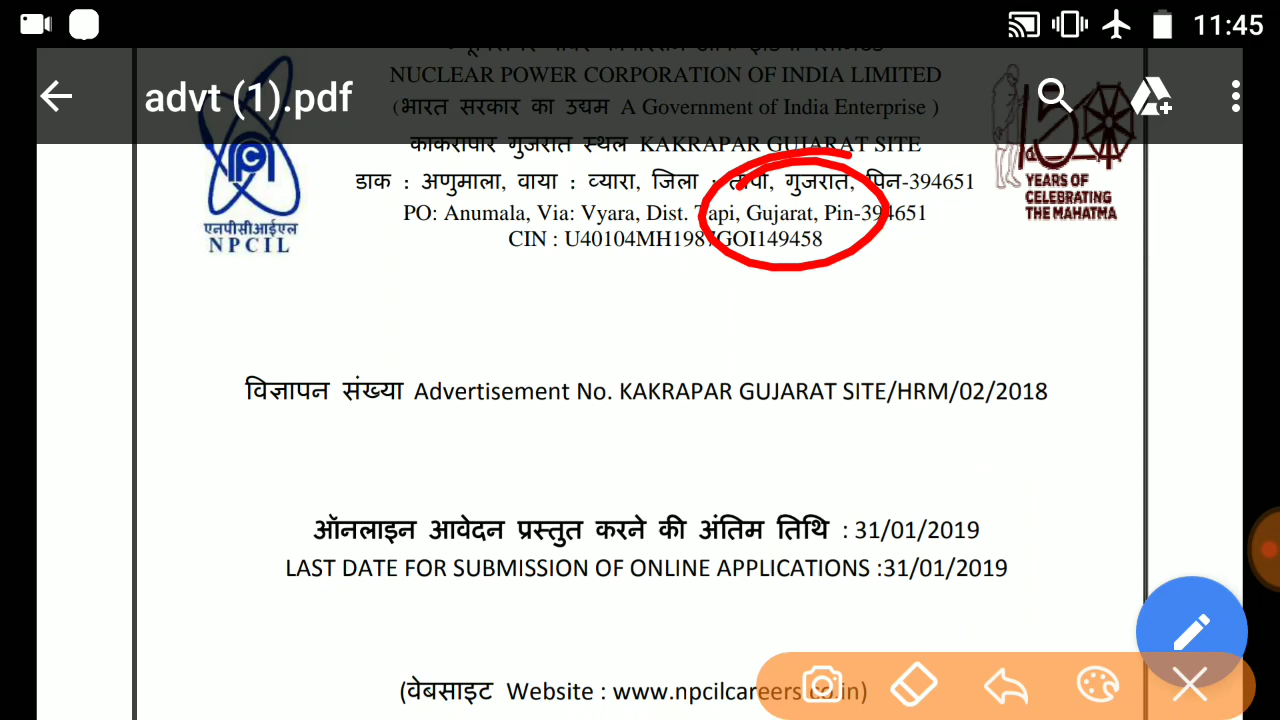 11:45
advt (1).pdf
NUCLEAR POWER CORPORATION OF INDIA LIMITED
(भारत सरकार का उद्यम A Government of India Enterprise )
काकरापार गुजरात स्थल KAKRAPAR GUJARAT SITE
डाक : अणुमाला, वाया : व्यारा, जिला : तापी, गुजरात, पिन-394651
PO: Anumala, Via: Vyara, Dist. Tapi, Gujarat, Pin-394651
CIN : U40104MH1987GOI149458
एनपीसीआईएल
NPCIL
150
YEARS OF
CELEBRATING
THE MAHATMA
विज्ञापन संख्या Advertisement No. KAKRAPAR GUJARAT SITE/HRM/02/2018
ऑनलाइन आवेदन प्रस्तुत करने की अंतिम तिथि : 31/01/2019
LAST DATE FOR SUBMISSION OF ONLINE APPLICATIONS :31/01/2019
(वेबसाइट Website : www.npcilcareers.co.in)